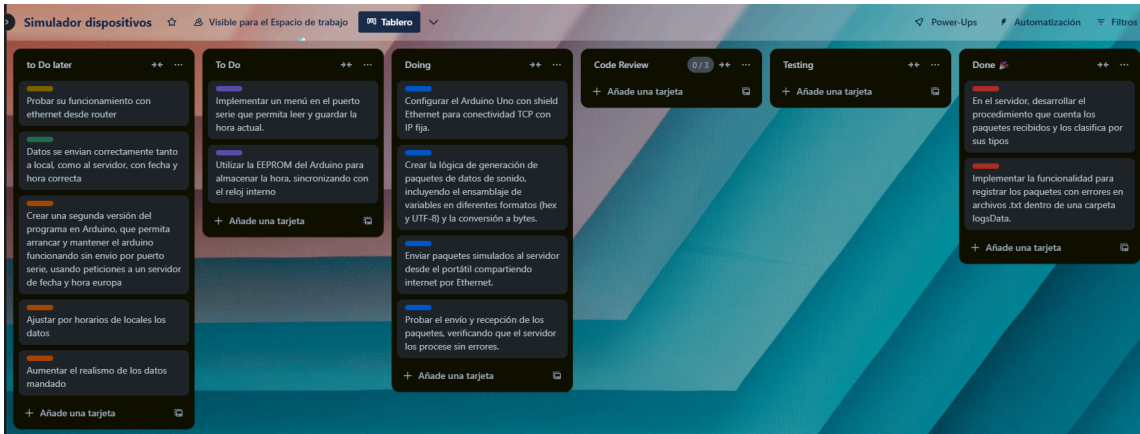 Simulador dispositivos
Visible para el Espacio de trabajo
Tablero
Power-Ups
Automatización
Filtros
to Do later
Probar su funcionamiento con
ethernet desde router
Datos se envian correctamente tanto
a local, como al servidor, con fecha y
hora correcta
Crear una segunda versión del
programa en Arduino, que permita
arrancar y mantener el arduino
funcionando sin envio por puerto
serie, usando peticiones a un servidor
de fecha y hora europa
Ajustar por horarios de locales los
datos
Aumentar el realismo de los datos
mandado
+ Añade una tarjeta
To Do
Implementar un menú en el puerto
serie que permita leer y guardar la
hora actual.
Utilizar la EEPROM del Arduino para
almacenar la hora, sincronizando con
el reloj interno
+ Añade una tarjeta
Doing
Configurar el Arduino Uno con shield
Ethernet para conectividad TCP con
IP fija.
Crear la lógica de generación de
paquetes de datos de sonido,
incluyendo el ensamblaje de
variables en diferentes formatos (hex
y UTF-8) y la conversión a bytes.
Enviar paquetes simulados al servidor
desde el portátil compartiendo
internet por Ethernet.
Probar el envío y recepción de los
paquetes, verificando que el servidor
los procese sin errores.
+ Añade una tarjeta
Code Review
0/3
+ Añade una tarjeta
Testing
+ Añade una tarjeta
Done 🎉
En el servidor, desarrollar el
procedimiento que cuenta los
paquetes recibidos y los clasifica por
sus tipos
Implementar la funcionalidad para
registrar los paquetes con errores en
archivos .txt dentro de una carpeta
logsData.
+ Añade una tarjeta